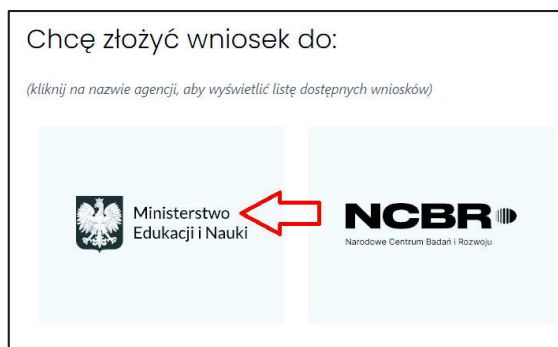 Chcę złożyć wniosek do:
(kliknij na nazwie agencji, aby wyświetlić listę dostępnych wniosków)
Ministerstwo
Edukacji i Nauki
NCBR
Narodowe Centrum Badań i Rozwoju